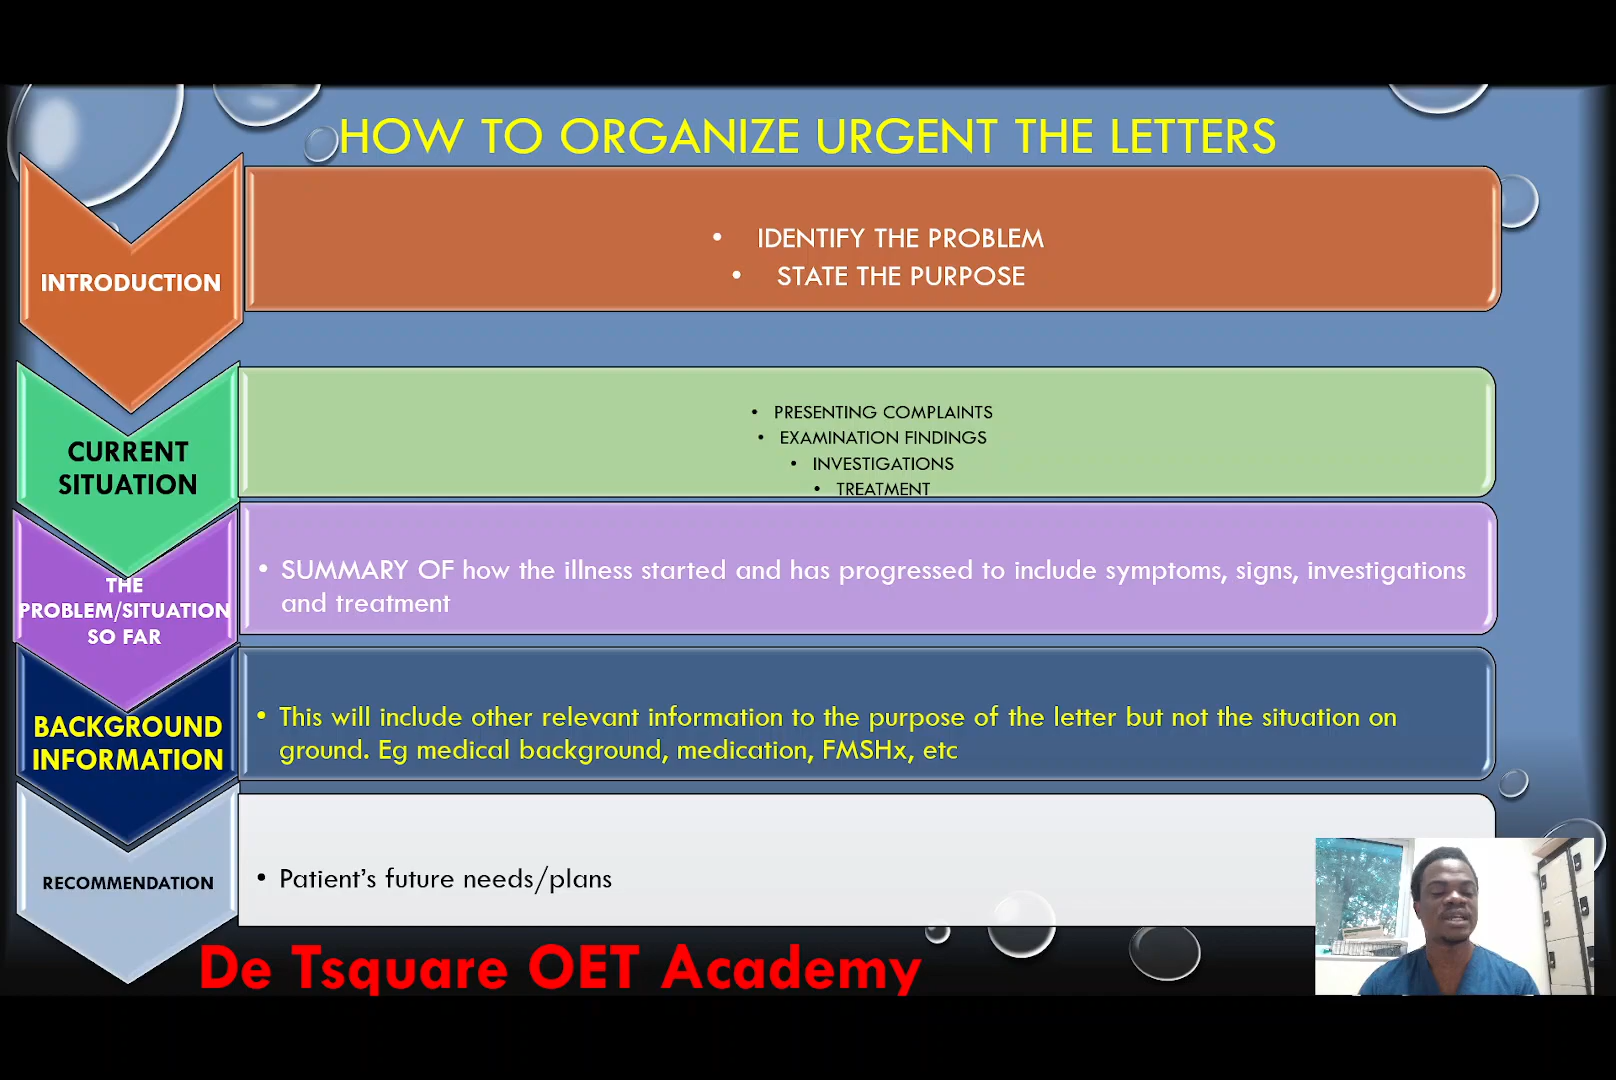 HOW TO ORGANIZE URGENT THE LETTERS
INTRODUCTION
• IDENTIFY THE PROBLEM
• STATE THE PURPOSE
CURRENT
SITUATION
• PRESENTING COMPLAINTS
• EXAMINATION FINDINGS
• INVESTIGATIONS
• TREATMENT
THE
PROBLEM/SITUATION
SO FAR
• SUMMARY OF how the illness started and has progressed to include symptoms, signs, investigations
and treatment
BACKGROUND
INFORMATION
• This will include other relevant information to the purpose of the letter but not the situation on
ground. Eg medical background, medication, FMSHx, etc
RECOMMENDATION
• Patient’s future needs/plans
De Tsquare OET Academy